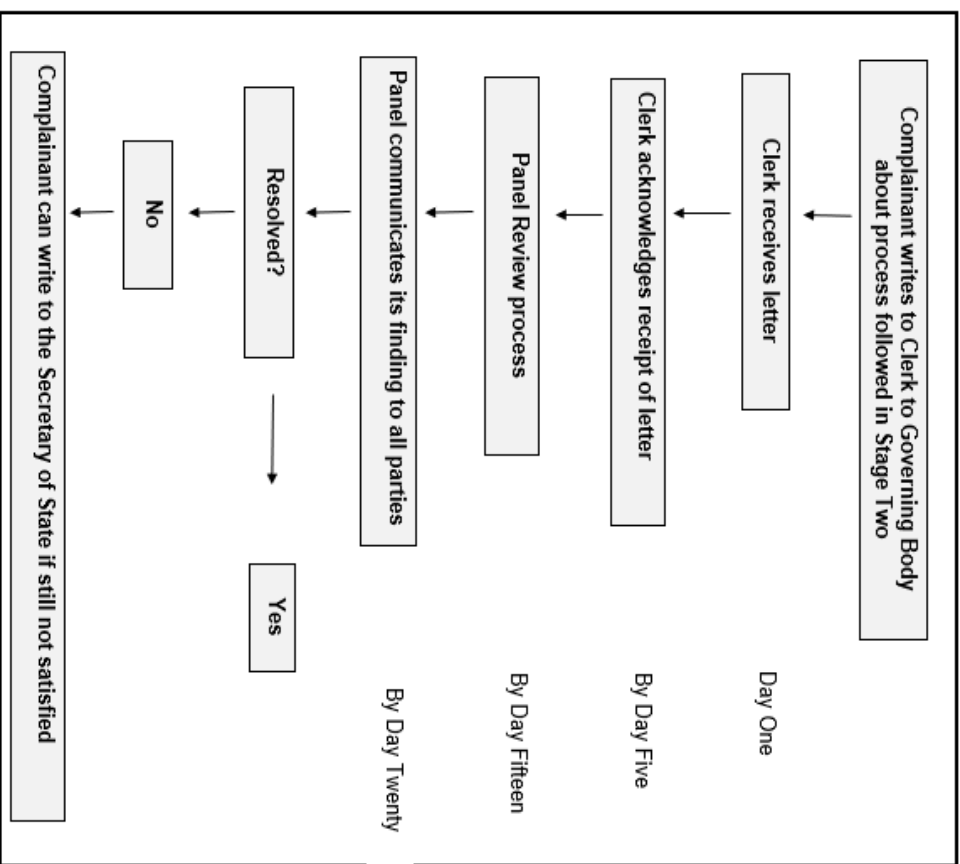 Complainant writes to Clerk to Governing Body
about process followed in Stage Two
Clerk receives letter
Day One
Clerk acknowledges receipt of letter
By Day Five
Panel Review process
By Day Fifteen
Panel communicates its finding to all parties
By Day Twenty
Resolved?
Yes
No
Complainant can write to the Secretary of State if still not satisfied